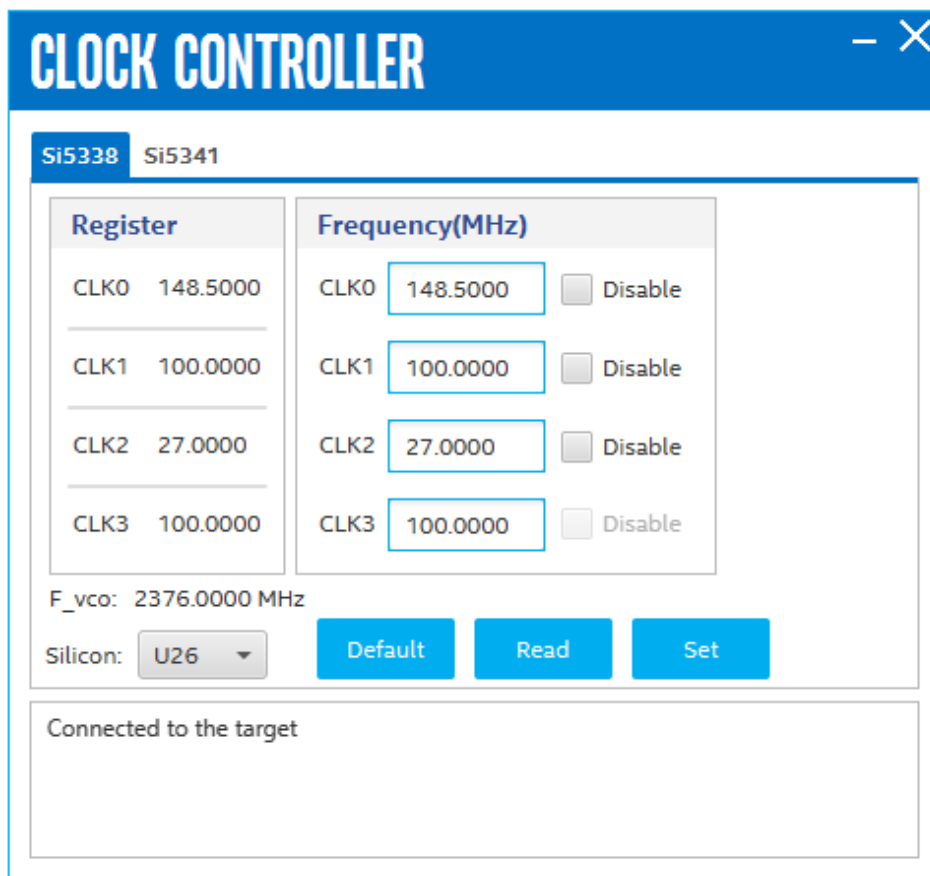 CLOCK CONTROLLER
Si5338 Si5341
Register Frequency(MHz)
CLK0 148.5000 CLK0 148.5000 Disable
CLK1 100.0000 CLK1 100.0000 Disable
CLK2 27.0000 CLK2 27.0000 Disable
CLK3 100.0000 CLK3 100.0000 Disable
F_vco: 2376.0000 MHz
Silicon: U26 Default Read Set
Connected to the target